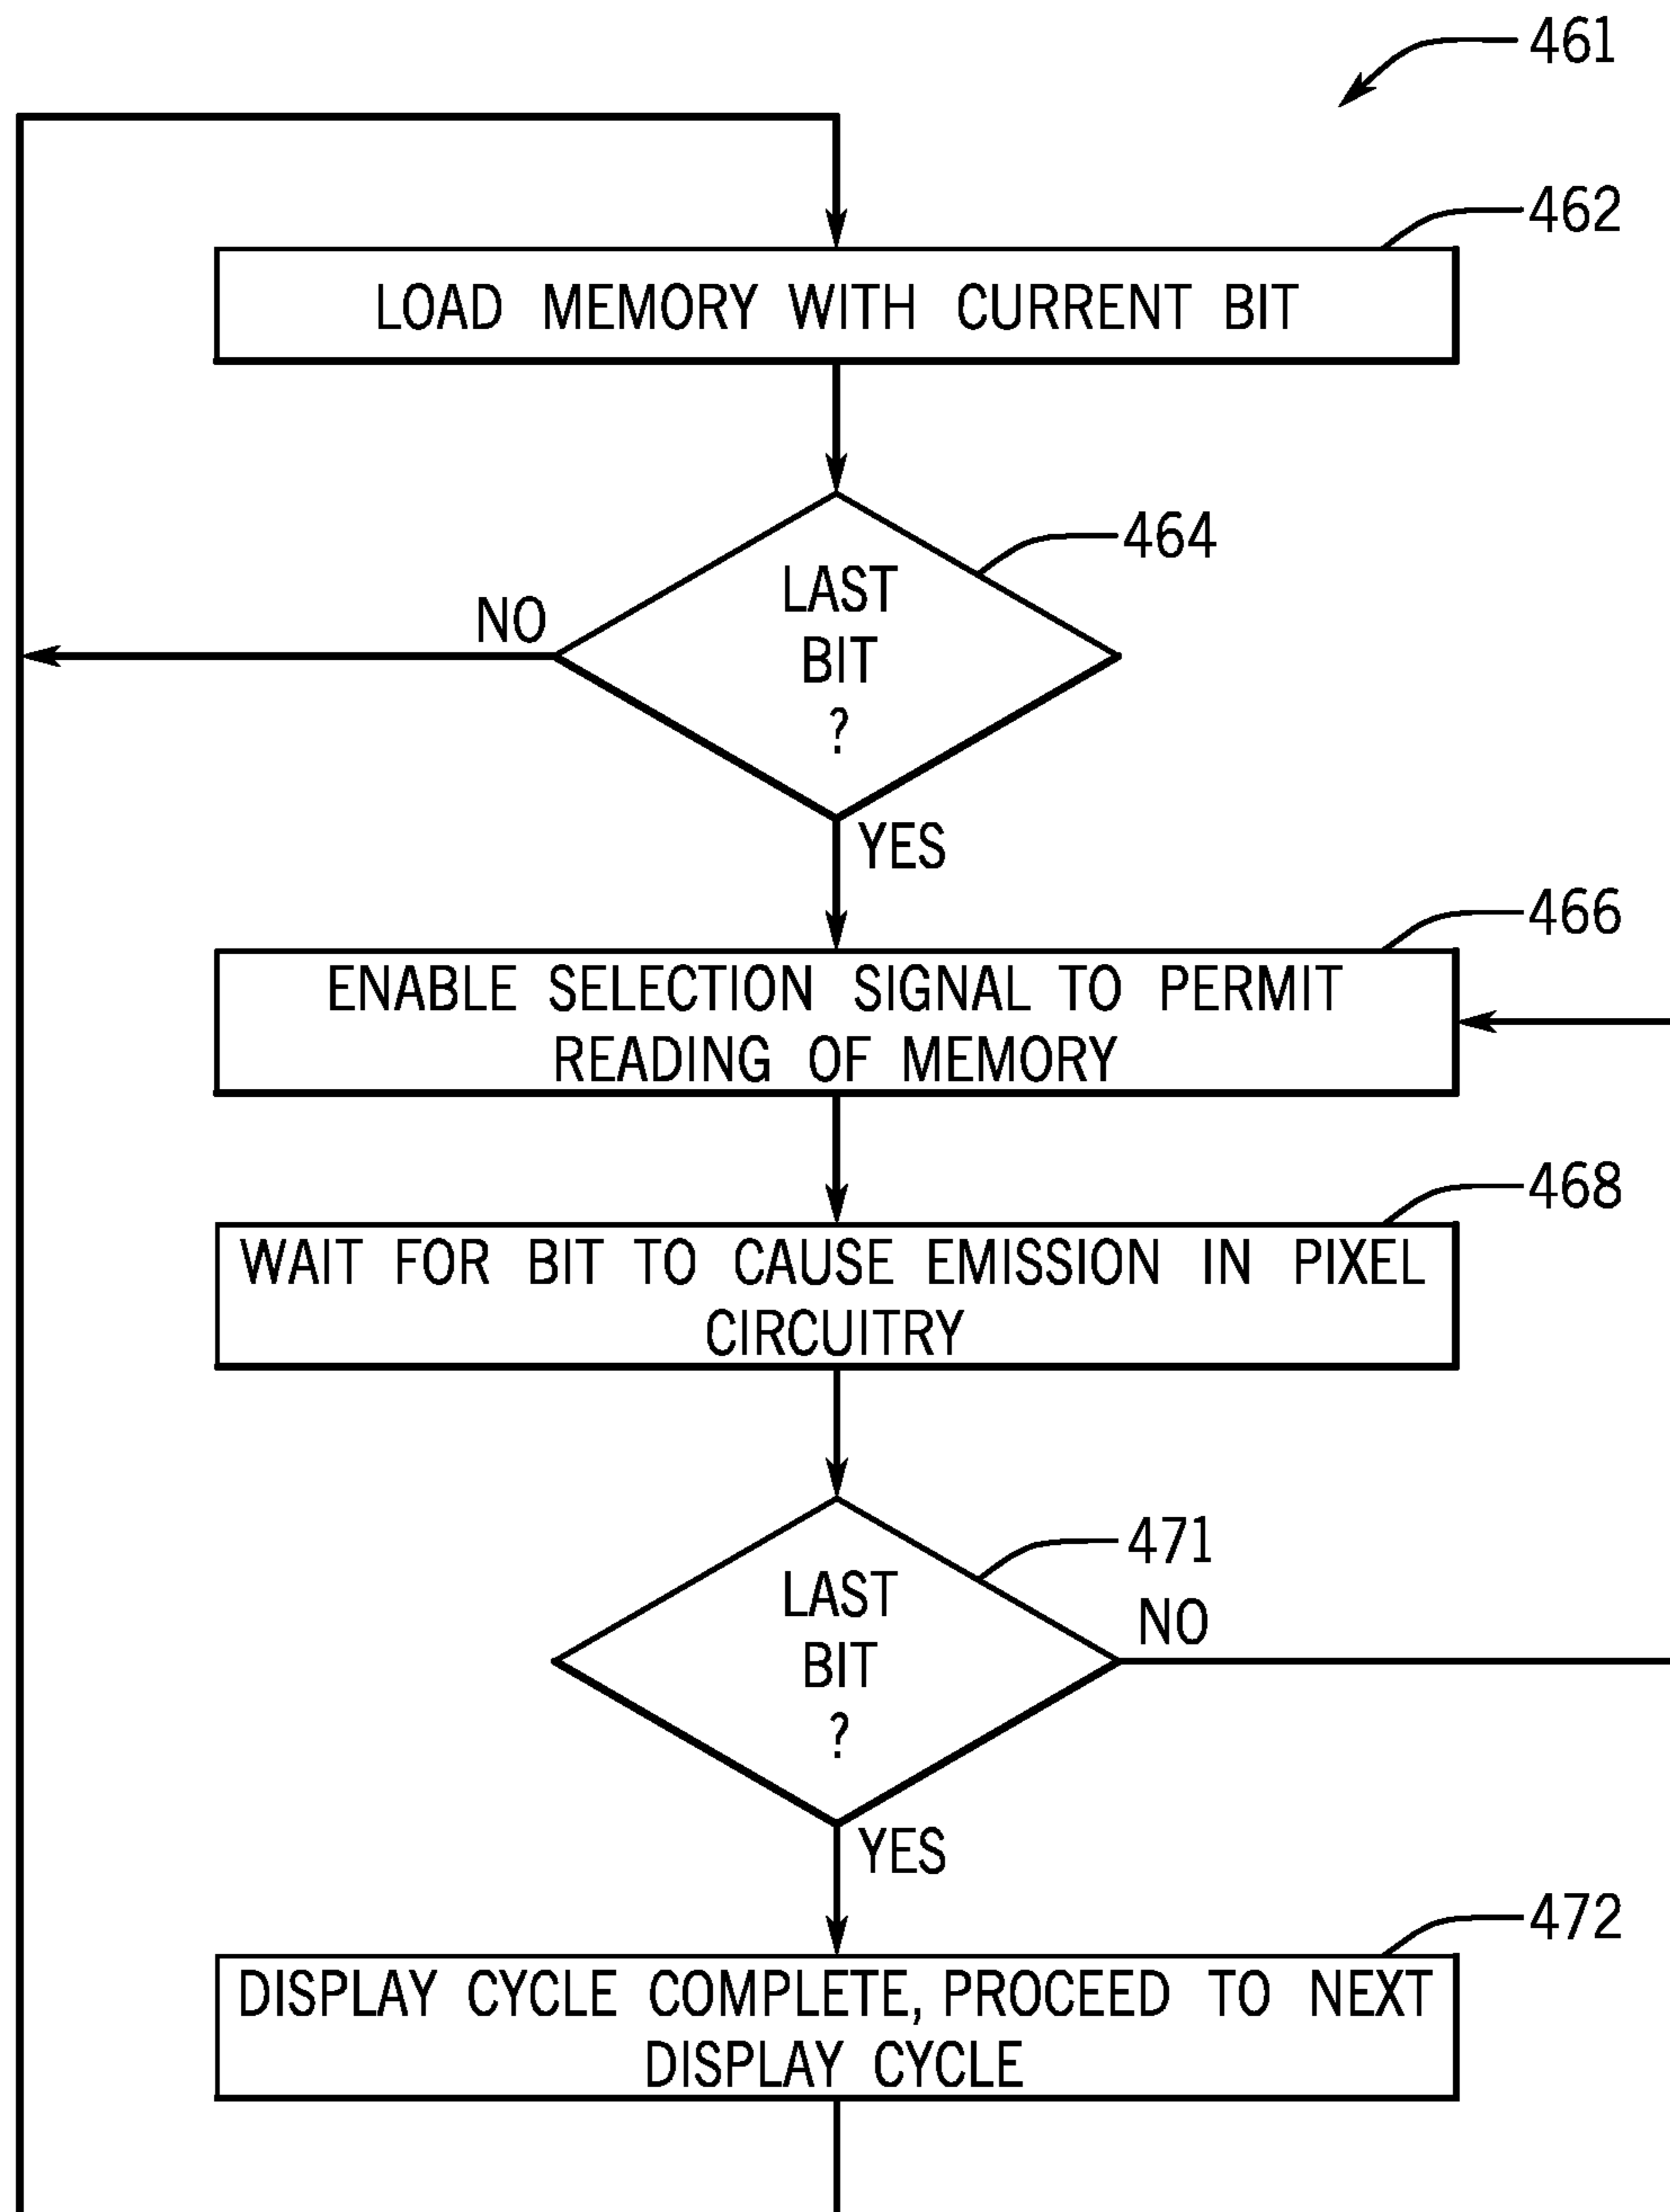 461
462
LOAD MEMORY WITH CURRENT BIT
464
LAST
BIT
?
NO
YES
466
ENABLE SELECTION SIGNAL TO PERMIT
READING OF MEMORY
468
WAIT FOR BIT TO CAUSE EMISSION IN PIXEL
CIRCUITRY
471
LAST
BIT
?
NO
YES
472
DISPLAY CYCLE COMPLETE, PROCEED TO NEXT
DISPLAY CYCLE